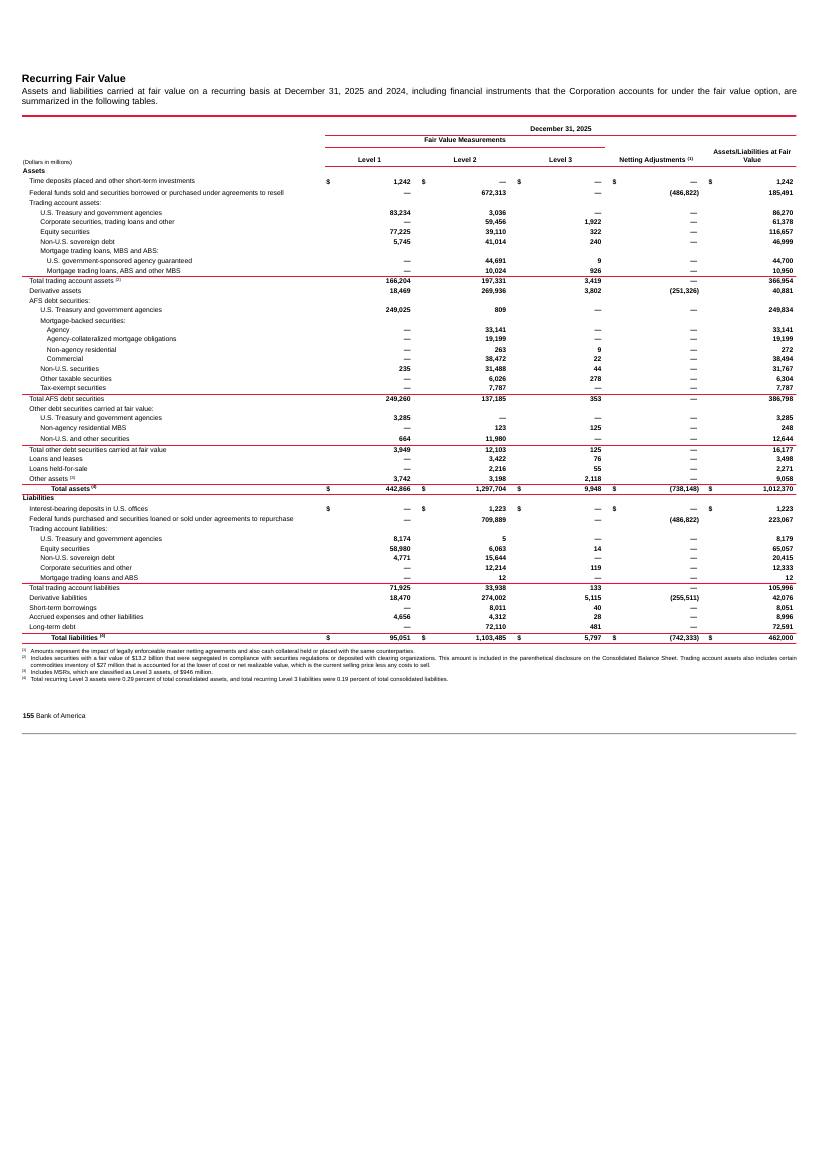 Recurring Fair Value
Assets and liabilities carried at fair value on a recurring basis at December 31, 2025 and 2024, including financial instruments that the Corporation accounts for under the fair value option, are
summarized in the following tables.
December 31, 2025
Fair Value Measurements
(Dollars in millions) Level 1 Level 2 Level 3 Netting Adjustments (1) Assets/Liabilities at Fair Value
Assets
Time deposits placed and other short-term investments $ 1,242 $ — $ — $ — $ 1,242
Federal funds sold and securities borrowed or purchased under agreements to resell — 672,313 — (486,822) 185,491
Trading account assets:
U.S. Treasury and government agencies 83,234 3,036 — — 86,270
Corporate securities, trading loans and other — 59,456 1,922 — 61,378
Equity securities 77,225 39,110 322 — 116,657
Non-U.S. sovereign debt 5,745 41,014 240 — 46,999
Mortgage trading loans, MBS and ABS:
U.S. government-sponsored agency guaranteed — 44,691 9 — 44,700
Mortgage trading loans, ABS and other MBS — 10,024 926 — 10,950
Total trading account assets (2) 166,204 197,331 3,419 — 366,954
Derivative assets 18,469 269,936 3,802 (251,326) 40,881
AFS debt securities:
U.S. Treasury and government agencies 249,025 809 — — 249,834
Mortgage-backed securities:
Agency — 33,141 — — 33,141
Agency-collateralized mortgage obligations — 19,199 — — 19,199
Non-agency residential — 263 9 — 272
Commercial — 38,472 22 — 38,494
Non-U.S. securities 235 31,488 44 — 31,767
Other taxable securities — 6,026 278 — 6,304
Tax-exempt securities — 7,787 — — 7,787
Total AFS debt securities 249,260 137,185 353 — 386,798
Other debt securities carried at fair value:
U.S. Treasury and government agencies 3,285 — — — 3,285
Non-agency residential MBS — 123 125 — 248
Non-U.S. and other securities 664 11,980 — — 12,644
Total other debt securities carried at fair value 3,949 12,103 125 — 16,177
Loans and leases — 3,422 76 — 3,498
Loans held-for-sale — 2,216 55 — 2,271
Other assets (3) 3,742 3,198 2,118 — 9,058
Total assets (4) $ 442,866 $ 1,297,704 $ 9,948 $ (738,148) $ 1,012,370
Liabilities
Interest-bearing deposits in U.S. offices $ — $ 1,223 $ — $ — $ 1,223
Federal funds purchased and securities loaned or sold under agreements to repurchase — 709,889 — (486,822) 223,067
Trading account liabilities:
U.S. Treasury and government agencies 8,174 5 — — 8,179
Equity securities 58,980 6,063 14 — 65,057
Non-U.S. sovereign debt 4,771 15,644 — — 20,415
Corporate securities and other — 12,214 119 — 12,333
Mortgage trading loans and ABS — 12 — — 12
Total trading account liabilities 71,925 33,938 133 — 105,996
Derivative liabilities 18,470 274,002 5,115 (255,511) 42,076
Short-term borrowings — 8,011 40 — 8,051
Accrued expenses and other liabilities 4,656 4,312 28 — 8,996
Long-term debt — 72,110 481 — 72,591
Total liabilities (4) $ 95,051 $ 1,103,485 $ 5,797 $ (742,333) $ 462,000
(1) Amounts represent the impact of legally enforceable master netting agreements and also cash collateral held or placed with the same counterparties.
(2) Includes securities with a fair value of $13.2 billion that were segregated in compliance with securities regulations or deposited with clearing organizations. This amount is included in the parenthetical disclosure on the Consolidated Balance Sheet. Trading account assets also includes certain
commodities inventory of $27 million that is accounted for at the lower of cost or net realizable value, which is the current selling price less any costs to sell.
(3) Includes MSRs, which are classified as Level 3 assets, of $946 million.
(4) Total recurring Level 3 assets were 0.29 percent of total consolidated assets, and total recurring Level 3 liabilities were 0.19 percent of total consolidated liabilities.
155 Bank of America